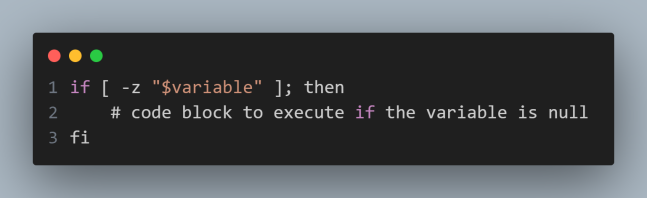 1 if [ -z "$variable" ]; then
2     # code block to execute if the variable is null
3 fi